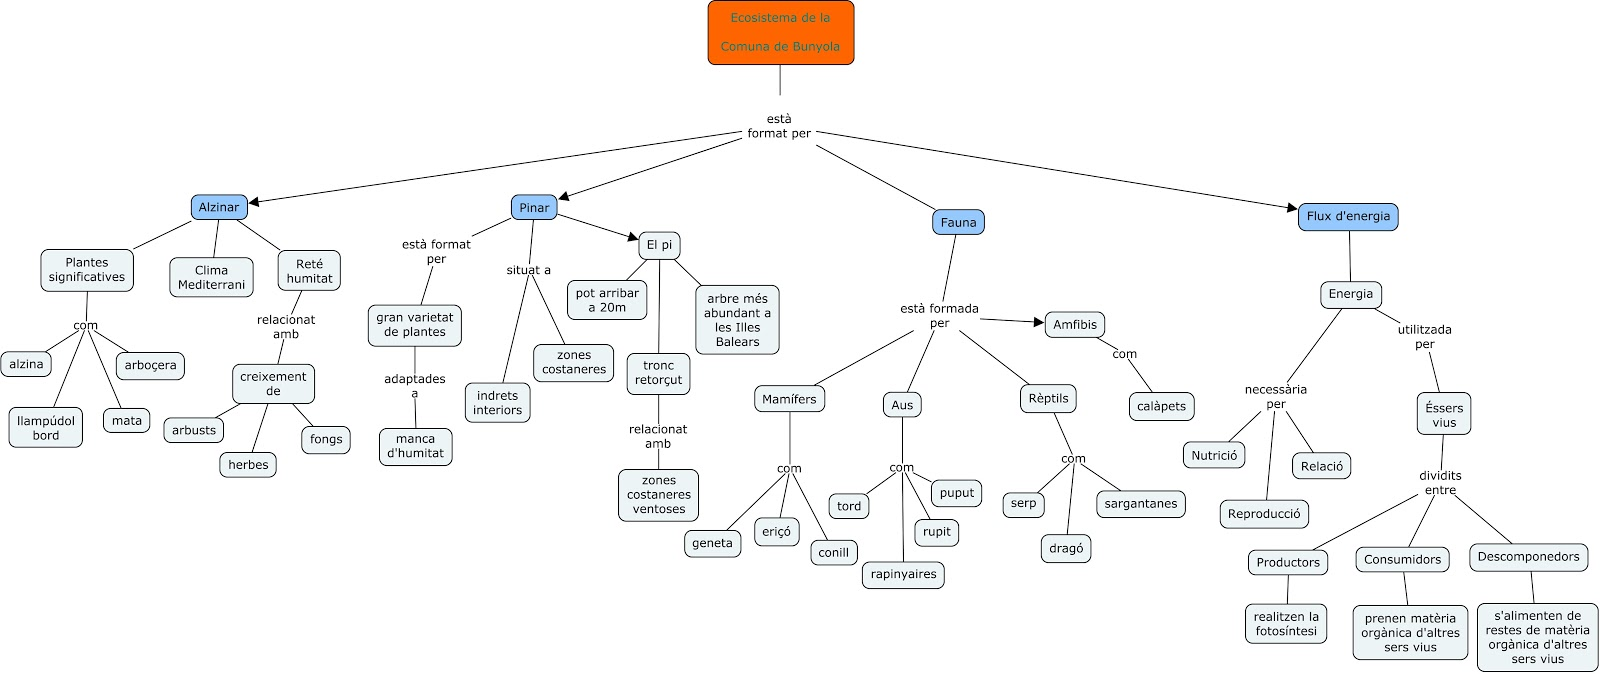 Ecosistema de la
Comuna de Bunyola
està
format per
Alzinar
Pinar
Fauna
Flux d'energia
Plantes
significatives
Clima
Mediterrani
Reté
humitat
com
alzina
arboçera
llampúdol
bord
mata
relacionat
amb
creixement
de
arbusts
herbes
fongs
està format
per
gran varietat
de plantes
adaptades
a
manca
d'humitat
situat a
indrets
interiors
zones
costaneres
El pi
pot arribar
a 20m
arbre més
abundant a
les Illes
Balears
tronc
retorçut
relacionat
amb
zones
costaneres
ventoses
està formada
per
Amfibis
com
calàpets
Mamífers
com
geneta
eriçó
conill
Aus
com
tord
puput
rupit
rapinyaires
Rèptils
com
serp
sargantanes
dragó
Energia
necessària
per
Nutrició
Relació
Reproducció
utilitzada
per
Éssers
vius
dividits
entre
Productors
Consumidors
Descomponedors
realitzen la
fotosíntesi
prenen matèria
orgànica d'altres
sers vius
s'alimenten de
restes de matèria
orgànica d'altres
sers vius